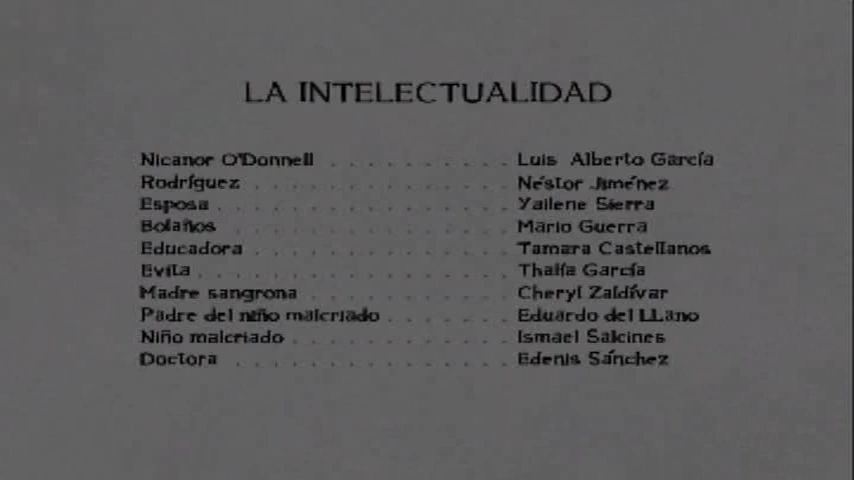 LA INTELECTUALIDAD
Nicanor O'Donnell . . . . . . . . . . Luis Alberto García
Rodríguez . . . . . . . . . . . . . . Néstor Jiménez
Esposa . . . . . . . . . . . . . . . . Yailene Sierra
Bolaños . . . . . . . . . . . . . . . Mario Guerra
Educadora . . . . . . . . . . . . . . Tamara Castellanos
Evita . . . . . . . . . . . . . . . . . Thalía García
Madre sangrona . . . . . . . . . . . Cheryl Zaldívar
Padre del niño malcriado . . . . . . . Eduardo del LLano
Niño malcriado . . . . . . . . . . . . Ismael Salcines
Doctora . . . . . . . . . . . . . . . Edenis Sánchez